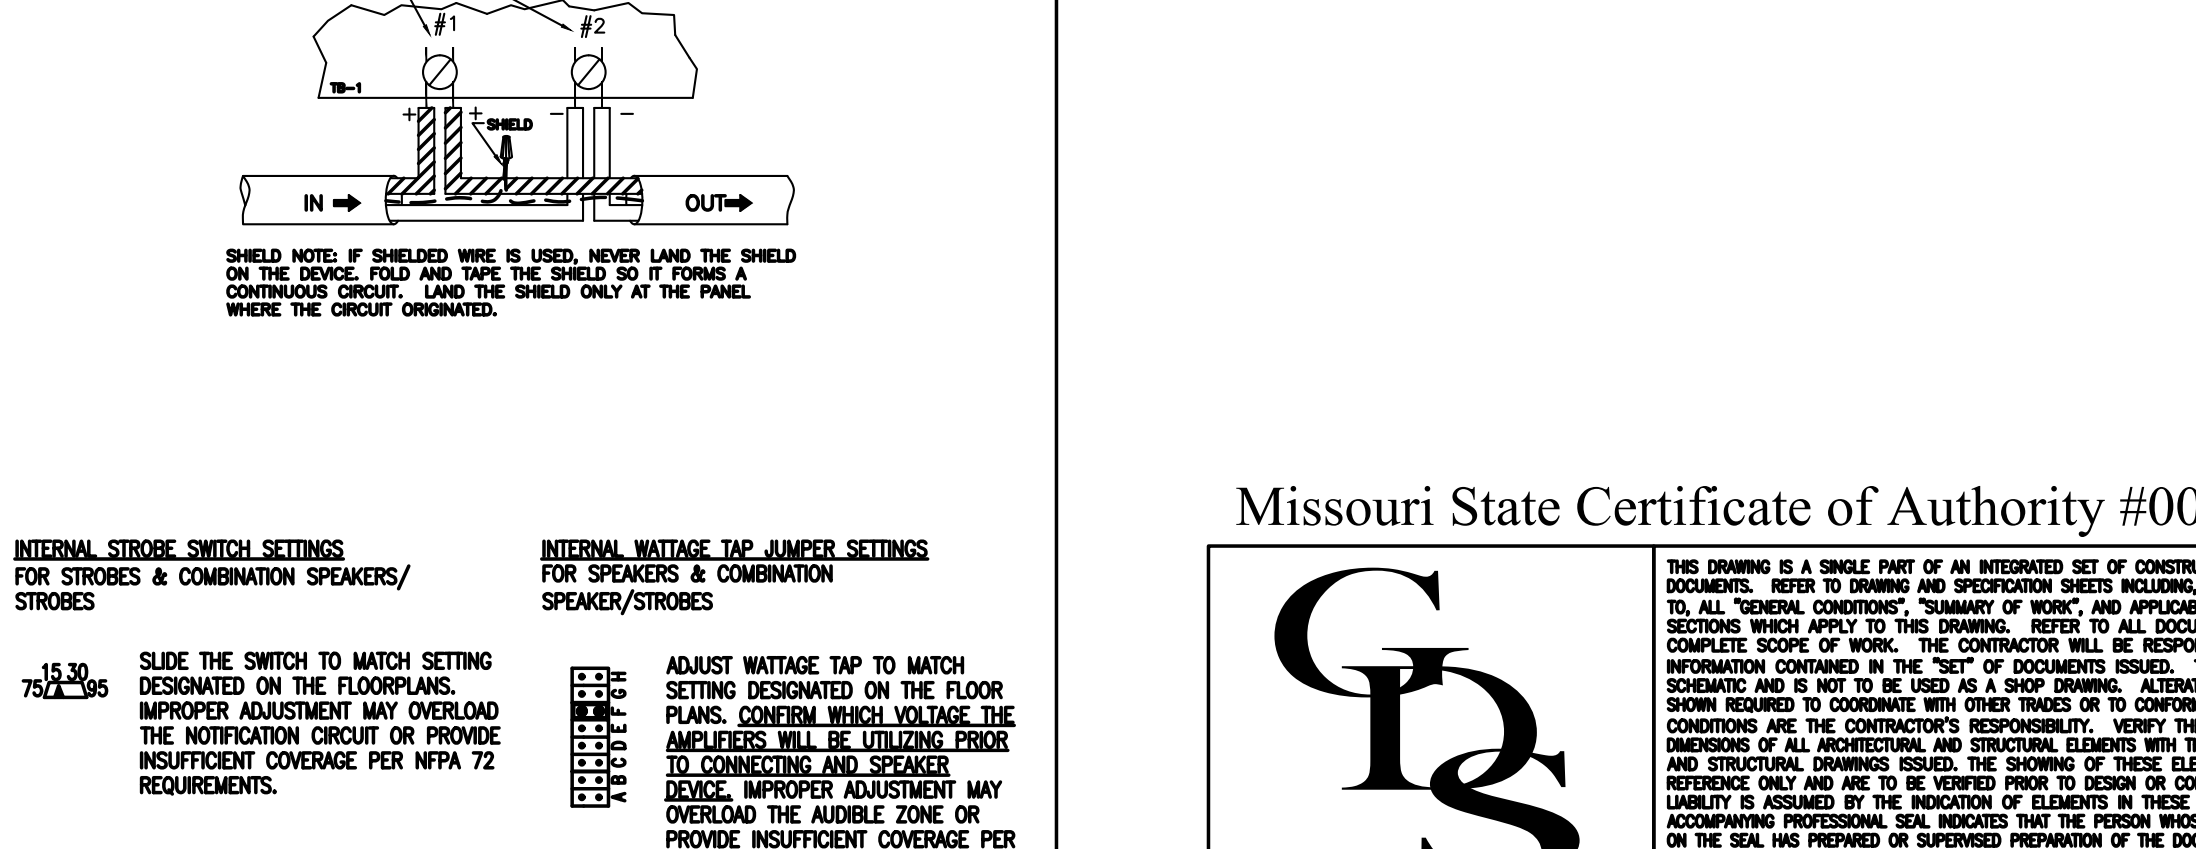 #1
#2
TB-1
+ + - -
SHIELD
IN
OUT
SHIELD NOTE: IF SHIELDED WIRE IS USED, NEVER LAND THE SHIELD
ON THE DEVICE. FOLD AND TAPE THE SHIELD SO IT FORMS A
CONTINUOUS CIRCUIT. LAND THE SHIELD ONLY AT THE PANEL
WHERE THE CIRCUIT ORIGINATED.
INTERNAL STROBE SWITCH SETTINGS
FOR STROBES & COMBINATION SPEAKERS/
STROBES
15 30
75 95
SLIDE THE SWITCH TO MATCH SETTING
DESIGNATED ON THE FLOORPLANS.
IMPROPER ADJUSTMENT MAY OVERLOAD
THE NOTIFICATION CIRCUIT OR PROVIDE
INSUFFICIENT COVERAGE PER NFPA 72
REQUIREMENTS.
INTERNAL WATTAGE TAP JUMPER SETTINGS
FOR SPEAKERS & COMBINATION
SPEAKER/STROBES
A B C D E F G H
ADJUST WATTAGE TAP TO MATCH
SETTING DESIGNATED ON THE FLOOR
PLANS. CONFIRM WHICH VOLTAGE THE
AMPLIFIERS WILL BE UTILIZING PRIOR
TO CONNECTING AND SPEAKER
DEVICE. IMPROPER ADJUSTMENT MAY
OVERLOAD THE AUDIBLE ZONE OR
PROVIDE INSUFFICIENT COVERAGE PER
Missouri State Certificate of Authority #00
GDS
THIS DRAWING IS A SINGLE PART OF AN INTEGRATED SET OF CONSTRU
DOCUMENTS. REFER TO DRAWING AND SPECIFICATION SHEETS INCLUDING,
TO, ALL "GENERAL CONDITIONS", "SUMMARY OF WORK", AND APPLICAB
SECTIONS WHICH APPLY TO THIS DRAWING. REFER TO ALL DOCU
COMPLETE SCOPE OF WORK. THE CONTRACTOR WILL BE RESPO
INFORMATION CONTAINED IN THE "SET" OF DOCUMENTS ISSUED.
SCHEMATIC AND IS NOT TO BE USED AS A SHOP DRAWING. ALTERAT
SHOWN REQUIRED TO COORDINATE WITH OTHER TRADES OR TO CONFOR
CONDITIONS ARE THE CONTRACTOR'S RESPONSIBILITY. VERIFY TH
DIMENSIONS OF ALL ARCHITECTURAL AND STRUCTURAL ELEMENTS WITH T
AND STRUCTURAL DRAWINGS ISSUED. THE SHOWING OF THESE ELE
REFERENCE ONLY AND ARE TO BE VERIFIED PRIOR TO DESIGN OR CO
LIABILITY IS ASSUMED BY THE INDICATION OF ELEMENTS IN THESE
ACCOMPANYING PROFESSIONAL SEAL INDICATES THAT THE PERSON WHOS
ON THE SEAL HAS PREPARED OR SUPERVISED PREPARATION OF THE DOC